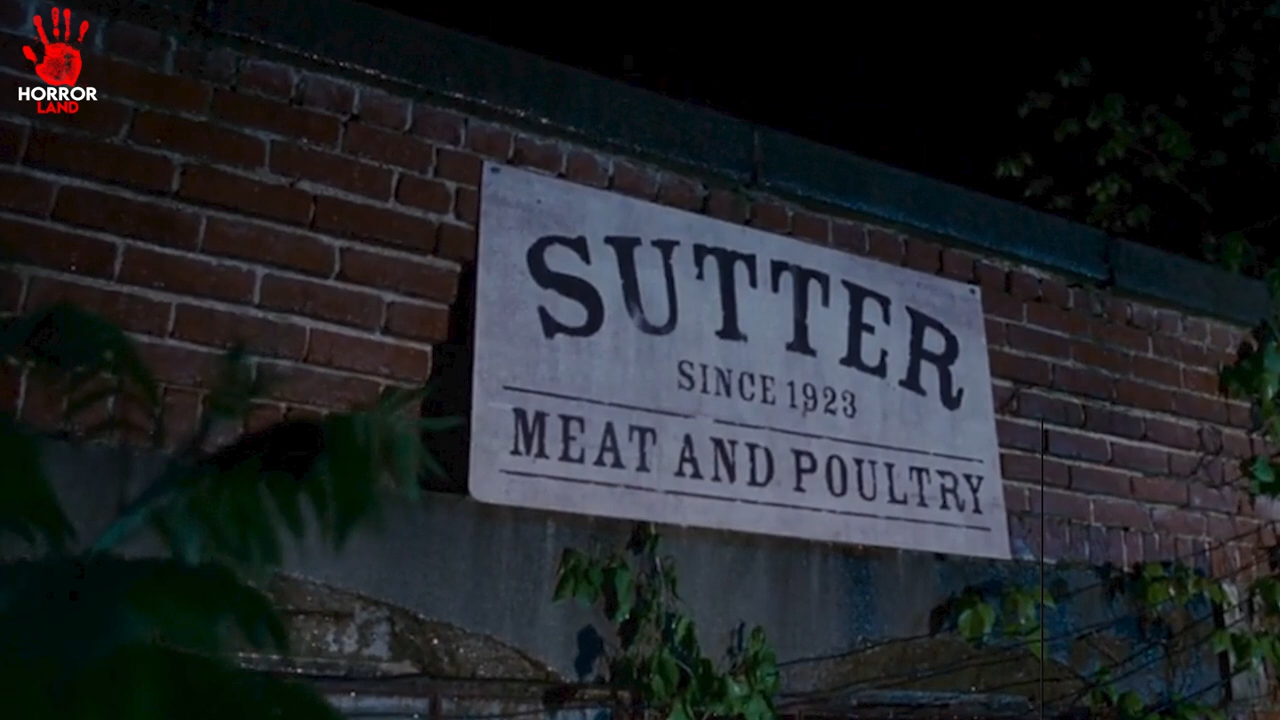 HORROR
LAND
SUTTER
SINCE 1923
MEAT AND POULTRY